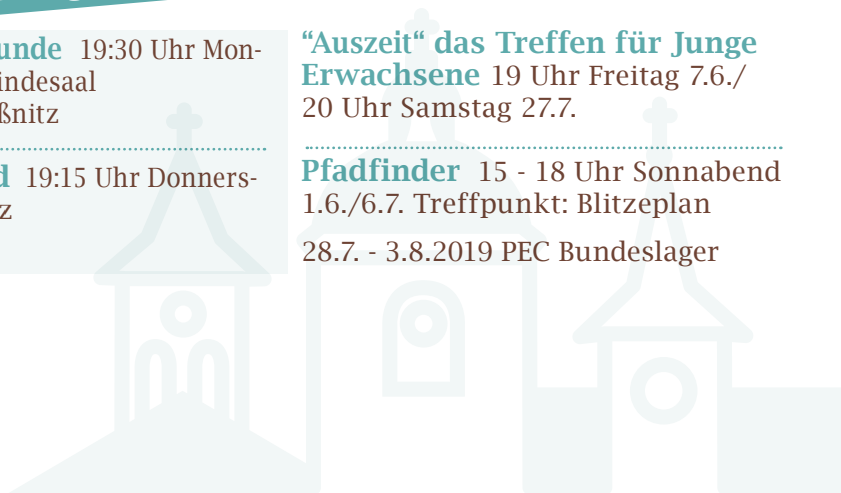 unde 19:30 Uhr Mon-
indesaal
ßnitz
d 19:15 Uhr Donners-
z
“Auszeit“ das Treffen für Junge
Erwachsene 19 Uhr Freitag 7.6./
20 Uhr Samstag 27.7.
Pfadfinder 15 - 18 Uhr Sonnabend
1.6./6.7. Treffpunkt: Blitzeplan
28.7. - 3.8.2019 PEC Bundeslager